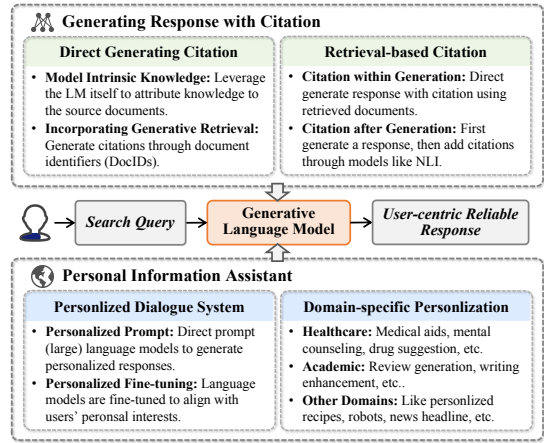 Generating Response with Citation
Direct Generating Citation
• Model Intrinsic Knowledge: Leverage
the LM itself to attribute knowledge to
the source documents.
• Incorporating Generative Retrieval:
Generate citations through document
identifiers (DocIDs).
Retrieval-based Citation
• Citation within Generation: Direct
generate response with citation using
retrieved documents.
• Citation after Generation: First
generate a response, then add citations
through models like NLI.
Search Query
Generative
Language Model
User-centric Reliable
Response
Personal Information Assistant
Personlized Dialogue System
• Personalized Prompt: Direct prompt
(large) language models to generate
personalized responses.
• Personalized Fine-tuning: Language
models are fine-tuned to align with
users' peronsal interests.
Domain-specific Personlization
• Healthcare: Medical aids, mental
counseling, drug suggestion, etc.
• Academic: Review generation, writing
enhancement, etc..
• Other Domains: Like personlized
recipes, robots, news headline, etc.